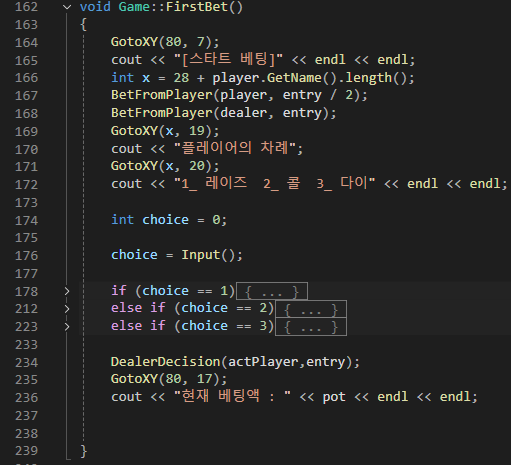 162 void Game::FirstBet()
163 {
164 GotoXY(80, 7);
165 cout << "[스타트 베팅]" << endl << endl;
166 int x = 28 + player.GetName().length();
167 BetFromPlayer(player, entry / 2);
168 BetFromPlayer(dealer, entry);
169 GotoXY(x, 19);
170 cout << "플레이어의 차례";
171 GotoXY(x, 20);
172 cout << "1_ 레이즈  2_ 콜  3_ 다이" << endl << endl;
173
174 int choice = 0;
175
176 choice = Input();
177
178 if (choice == 1){ ... }
212 else if (choice == 2){ ... }
223 else if (choice == 3){ ... }
233
234 DealerDecision(actPlayer,entry);
235 GotoXY(80, 17);
236 cout << "현재 베팅액 : " << pot << endl << endl;
237
238
239 }